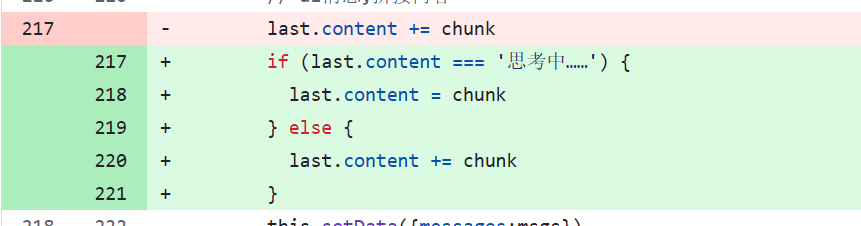 217 - last.content += chunk
217 + if (last.content === '思考中……') {
218 + last.content = chunk
219 + } else {
220 + last.content += chunk
221 + }
218 222 this.setData({messages:msgs})